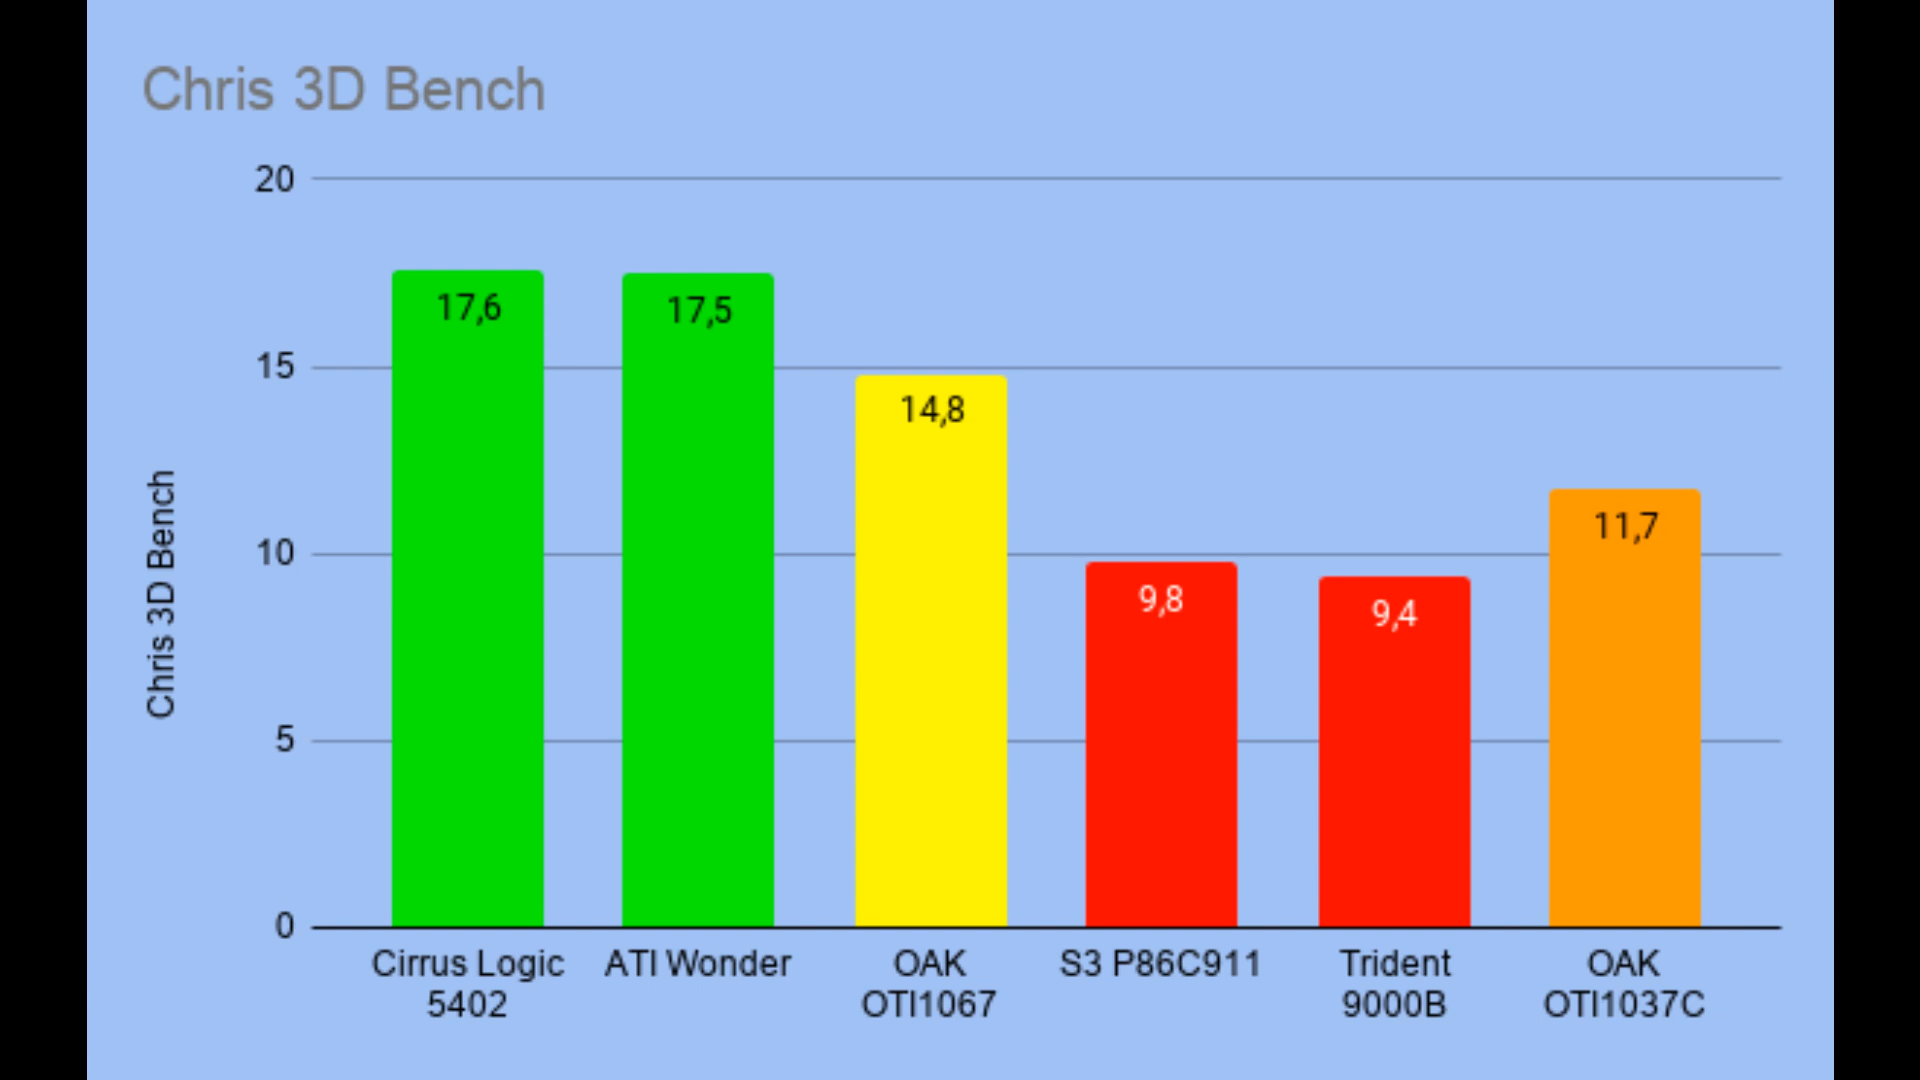 Chris 3D Bench
20
15
10
5
0
Chris 3D Bench
17,6
17,5
14,8
9,8
9,4
11,7
Cirrus Logic
5402
ATI Wonder
OAK
OTI1067
S3 P86C911
Trident
9000B
OAK
OTI1037C